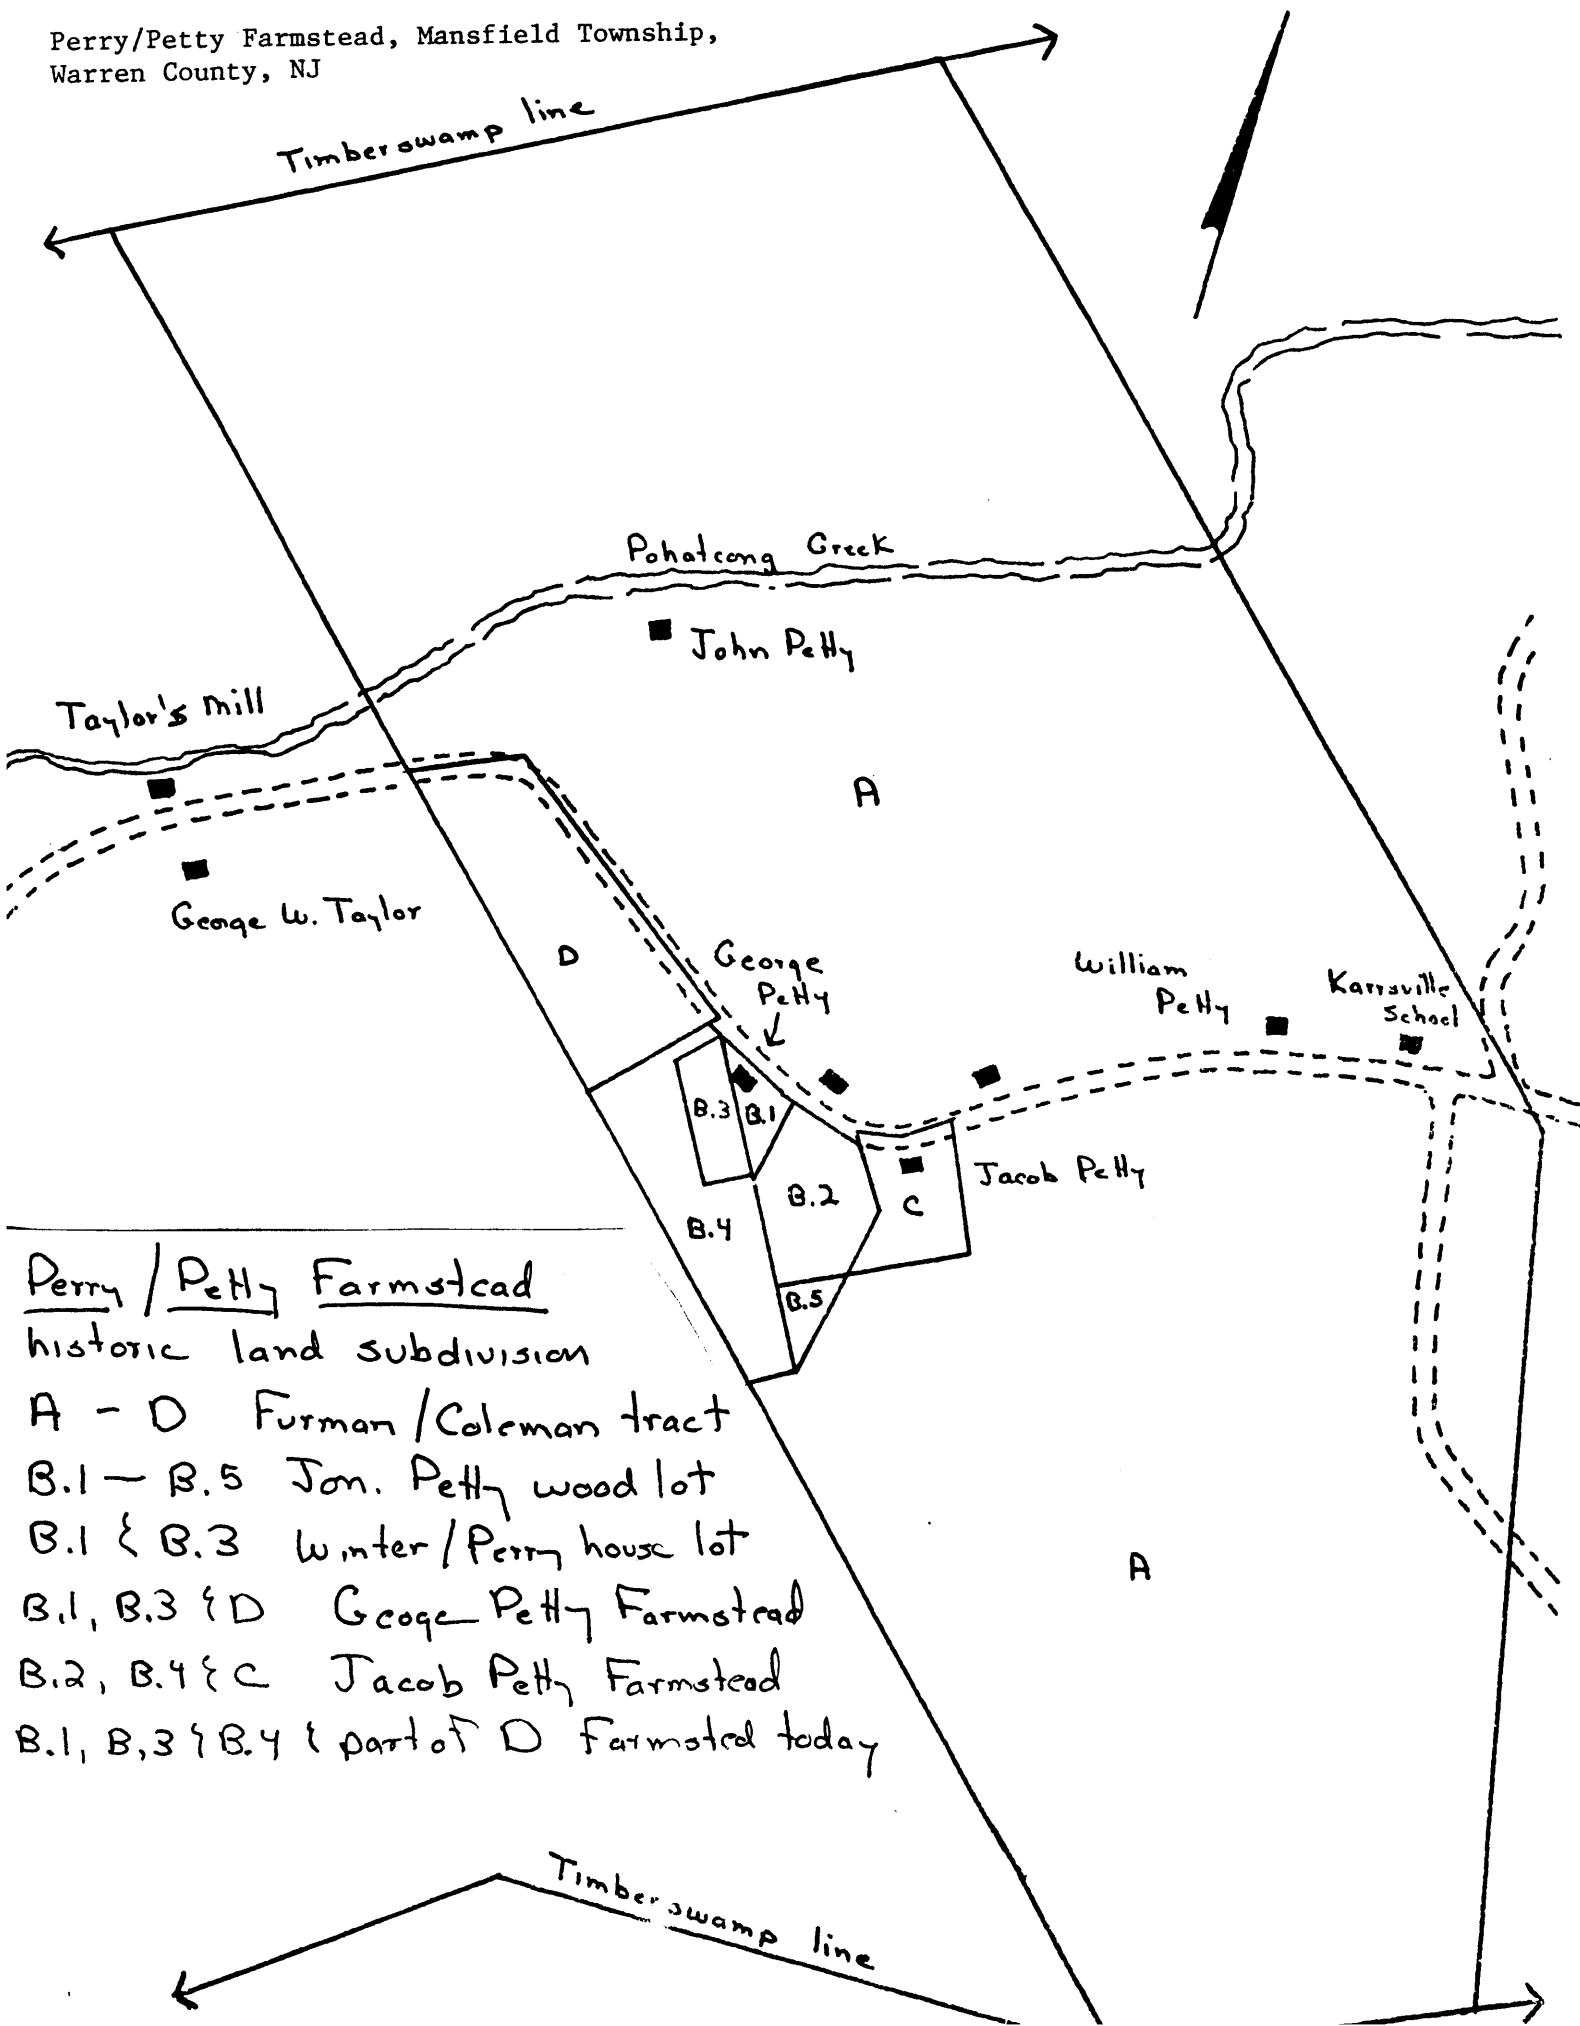 Perry/Petty Farmstead, Mansfield Township,
Warren County, NJ
Timberswamp line
Pohatcong Creek
John Petty
Taylor's Mill
A
George W. Taylor
D
George
Petty
William
Petty
Karrsville
School
B.3
B.1
Jacob Petty
B.2
C
B.4
B.5
Perry / Petty Farmstead
historic land subdivision
A - D Furman / Coleman tract
B.1 — B.5 Jon. Petty wood lot
B.1 & B.3 Winter / Perry house lot
B.1, B.3 & D Geoge Petty Farmstead
B.2, B.4 & C Jacob Petty Farmstead
B.1, B,3 & B.4 & part of D Farmsted today
A
Timberswamp line